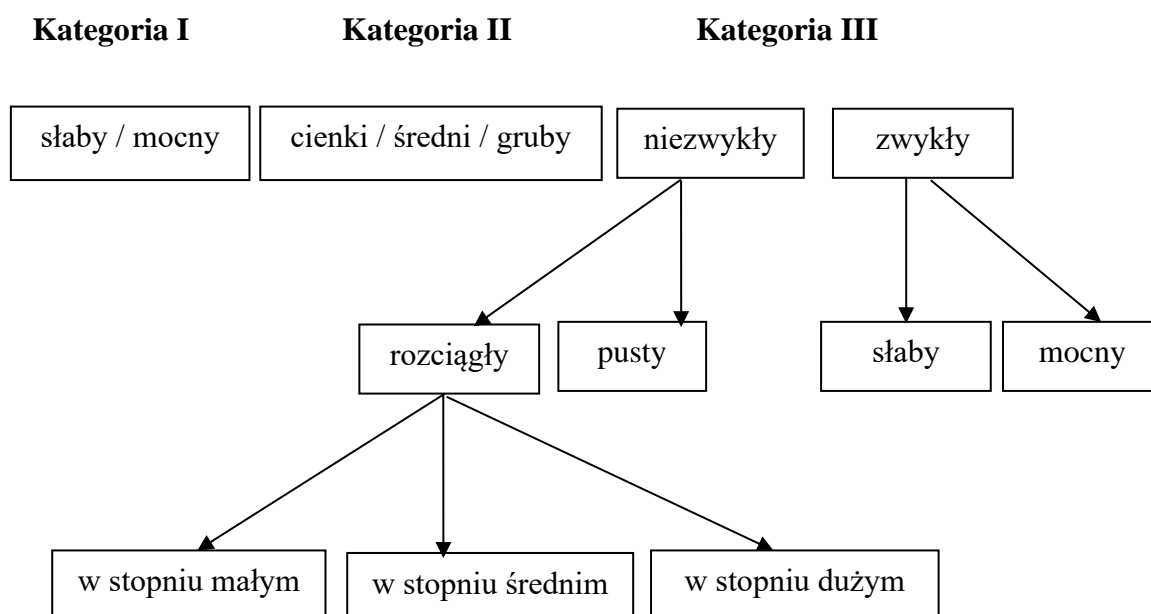 Kategoria I Kategoria II Kategoria III
słaby / mocny cienki / średni / gruby niezwykły zwykły
rozciągły pusty słaby mocny
w stopniu małym w stopniu średnim w stopniu dużym